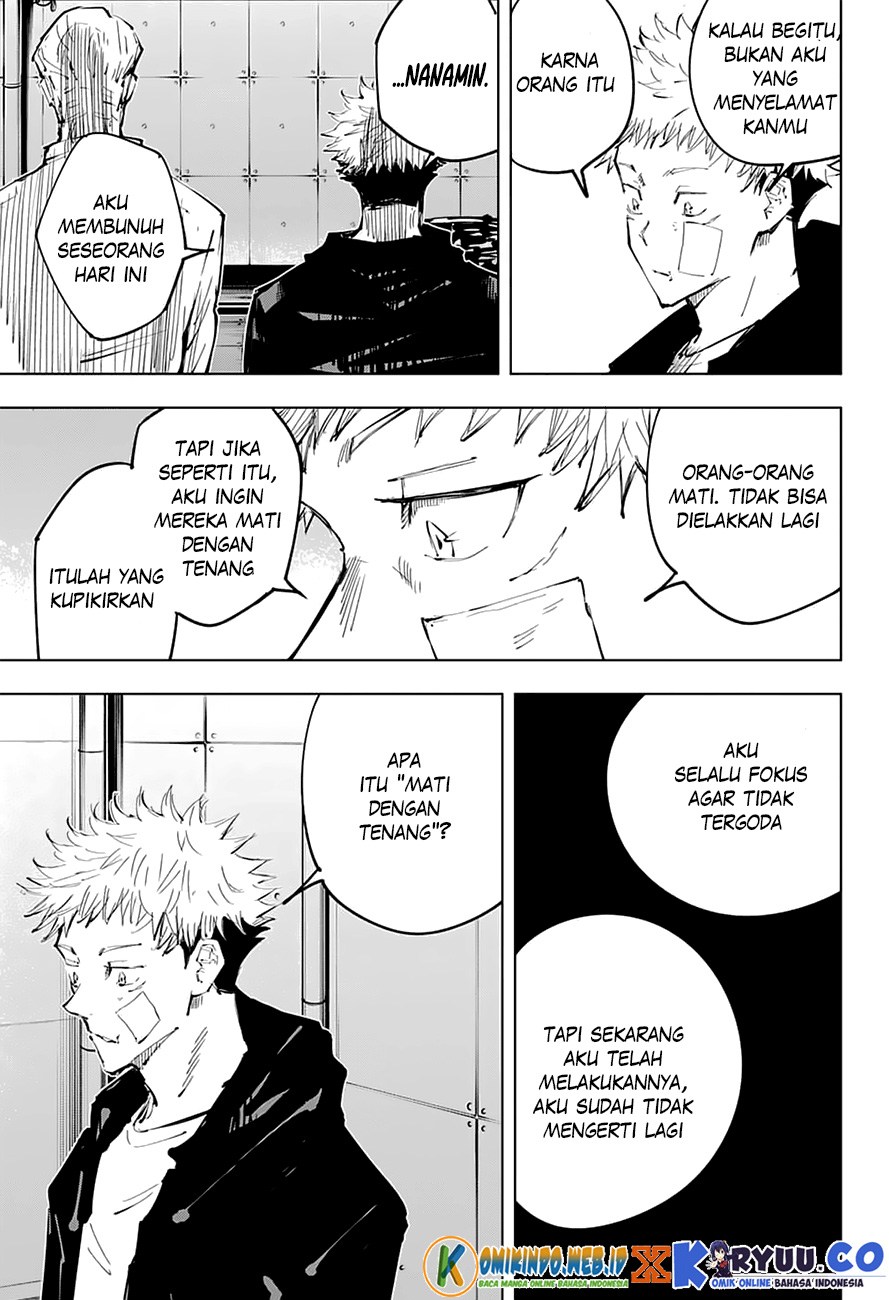 KALAU BEGITU,
BUKAN AKU
YANG
MENYELAMAT
KANMU
KARNA
ORANG ITU
...NANAMIN.
AKU
MEMBUNUH
SESEORANG
HARI INI
ORANG-ORANG
MATI. TIDAK BISA
DIELAKKAN LAGI
TAPI JIKA
SEPERTI ITU,
AKU INGIN
MEREKA MATI
DENGAN
TENANG
ITULAH YANG
KUPIKIRKAN
AKU
SELALU FOKUS
AGAR TIDAK
TERGODA
TAPI SEKARANG
AKU TELAH
MELAKUKANNYA,
AKU SUDAH TIDAK
MENGERTI LAGI
APA
ITU "MATI
DENGAN
TENANG"?
KOMIKINDO.WEB.ID X KORYUU.CO
BACA MANGA ONLINE BAHASA INDONESIA
OMIK ONLINE BAHASA INDONESIA